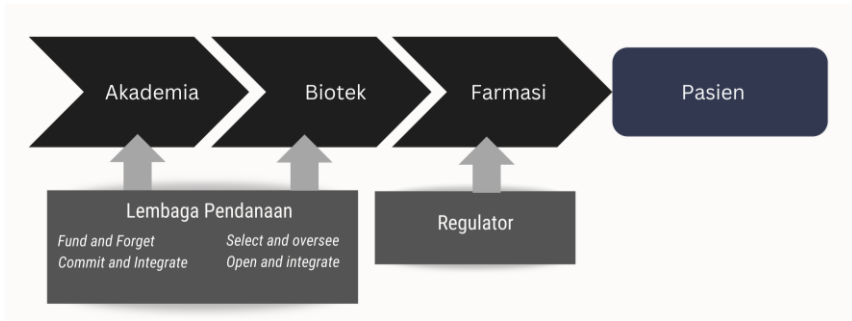 Akademia
Biotek
Farmasi
Pasien
Lembaga Pendanaan
Fund and Forget
Commit and Integrate
Select and oversee
Open and integrate
Regulator